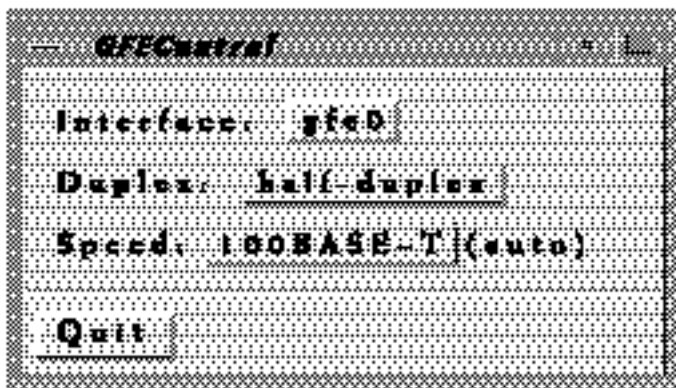 GFEControl
Interface: gfe0
Duplex: half-duplex
Speed: 100BASE-T (auto)
Quit